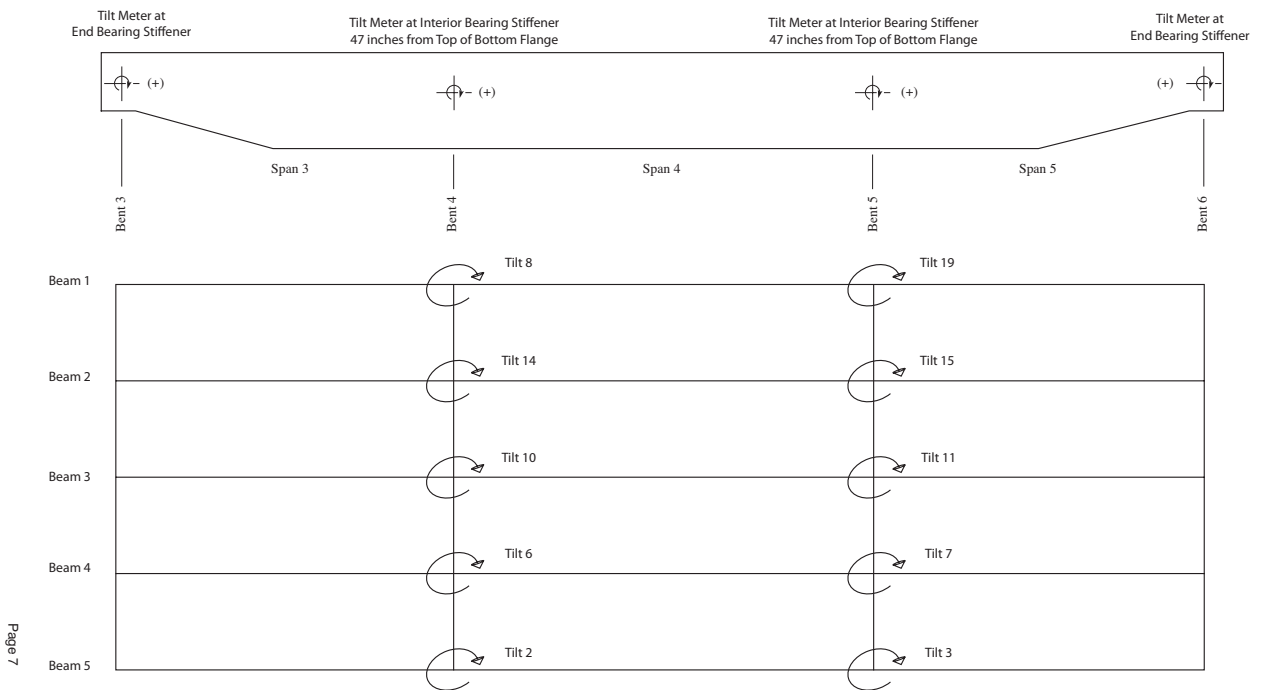 Tilt Meter at
End Bearing Stiffener
Tilt Meter at Interior Bearing Stiffener
47 inches from Top of Bottom Flange
Tilt Meter at Interior Bearing Stiffener
47 inches from Top of Bottom Flange
Tilt Meter at
End Bearing Stiffener
(+)
(+)
(+)
(+)
Span 3
Span 4
Span 5
Bent 3
Bent 4
Bent 5
Bent 6
Beam 1
Tilt 8
Tilt 19
Beam 2
Tilt 14
Tilt 15
Beam 3
Tilt 10
Tilt 11
Beam 4
Tilt 6
Tilt 7
Beam 5
Tilt 2
Tilt 3
Page 7